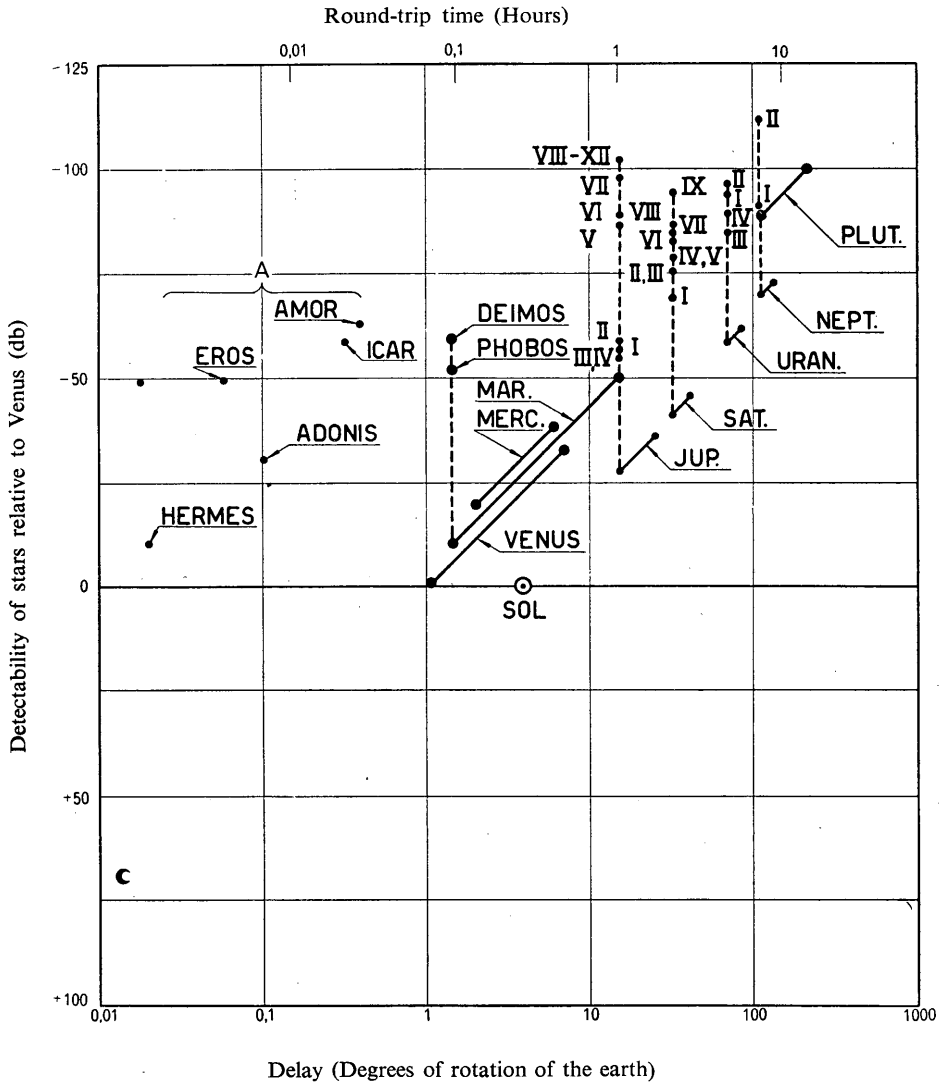 Round-trip time (Hours)
0,01 0,1 1 10
Detectability of stars relative to Venus (db)
-125
-100
-50
0
+50
+100
A
AMOR
ICAR
EROS
ADONIS
HERMES
DEIMOS
PHOBOS
MAR.
MERC.
VENUS
SOL
VIII-XII
VII
VI
V
II
I
III,IV
JUP.
IX
VIII
VII
VI
IV,V
II,III
I
SAT.
II
I
IV
III
URAN.
II
I
NEPT.
PLUT.
0,01 0,1 1 10 100 1000
Delay (Degrees of rotation of the earth)